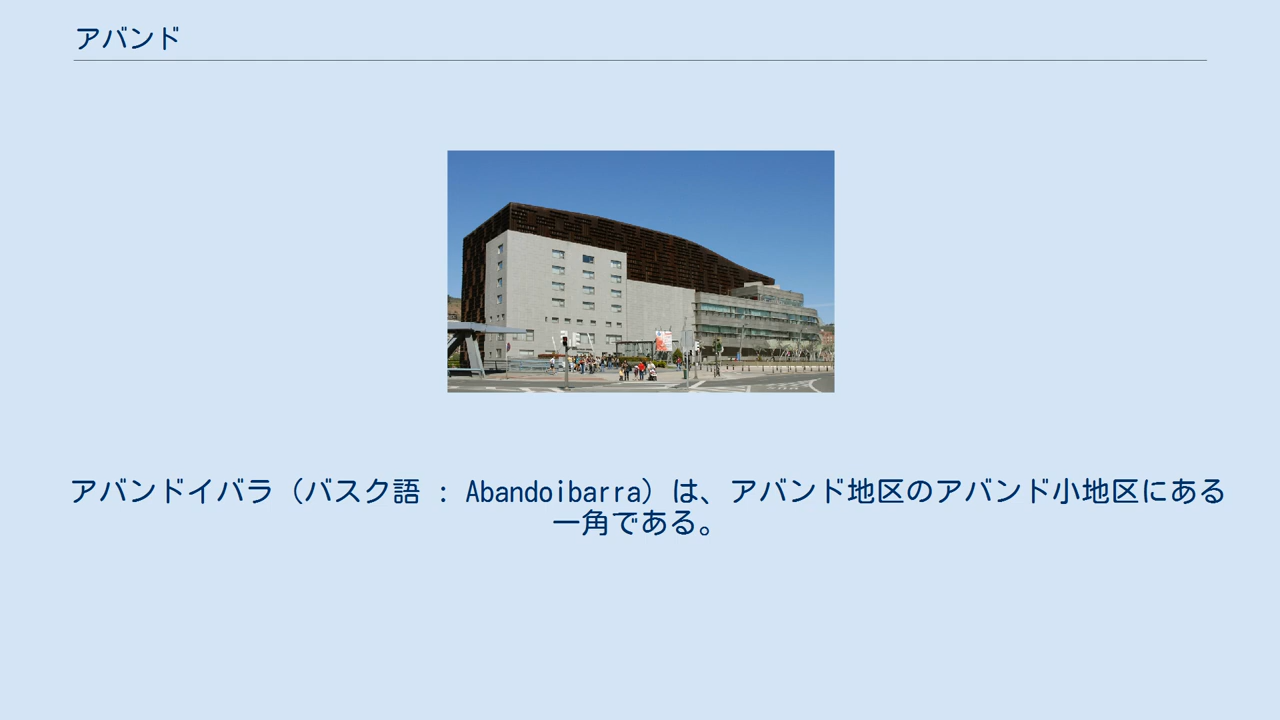 アバンド
アバンドイバラ（バスク語 : Abandoibarra）は、アバンド地区のアバンド小地区にある
一角である。